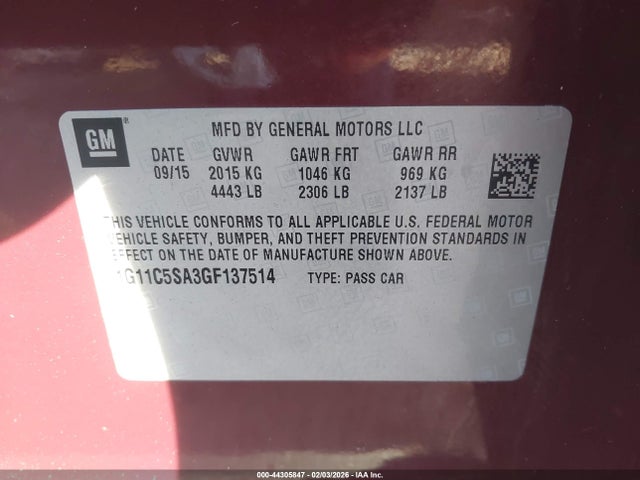 GM
MFD BY GENERAL MOTORS LLC
DATE GVWR GAWR FRT GAWR RR
09/15 2015 KG 1046 KG 969 KG
4443 LB 2306 LB 2137 LB
THIS VEHICLE CONFORMS TO ALL APPLICABLE U.S. FEDERAL MOTOR
VEHICLE SAFETY, BUMPER, AND THEFT PREVENTION STANDARDS IN
EFFECT ON THE DATE OF MANUFACTURE SHOWN ABOVE.
1G11C5SA3GF137514 TYPE: PASS CAR
000-44305847 - 02/03/2026 - IAA Inc.